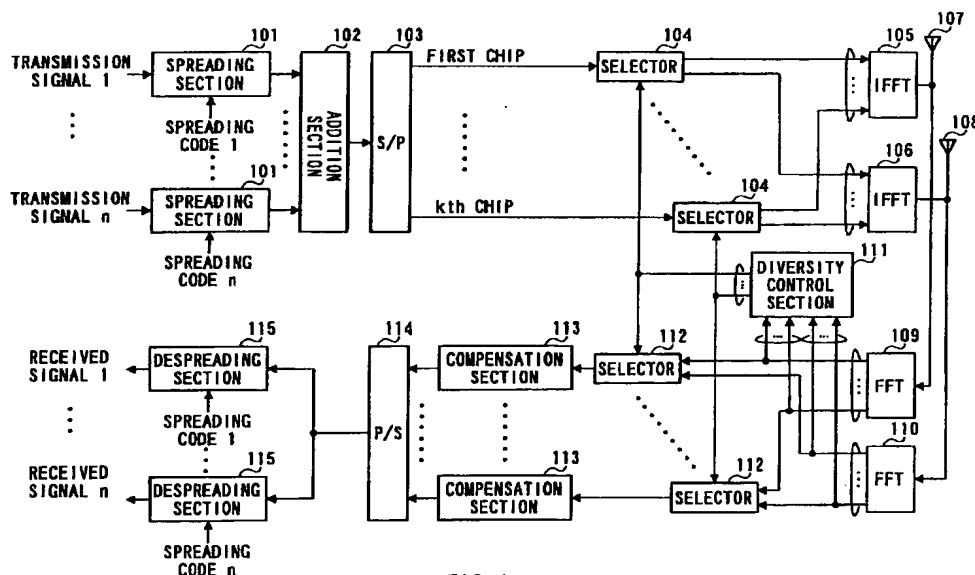 101
102
103
104
105
107
TRANSMISSION
SIGNAL 1
SPREADING
SECTION
ADDITION
SECTION
S/P
FIRST CHIP
SELECTOR
IFFT
SPREADING
CODE 1
108
101
106
TRANSMISSION
SIGNAL n
SPREADING
SECTION
kth CHIP
104
SELECTOR
IFFT
SPREADING
CODE n
111
DIVERSITY
CONTROL
SECTION
115
114
113
112
109
RECEIVED
SIGNAL 1
DESPREADING
SECTION
P/S
COMPENSATION
SECTION
SELECTOR
FFT
SPREADING
CODE 1
110
115
113
112
RECEIVED
SIGNAL n
DESPREADING
SECTION
COMPENSATION
SECTION
SELECTOR
FFT
SPREADING
CODE n